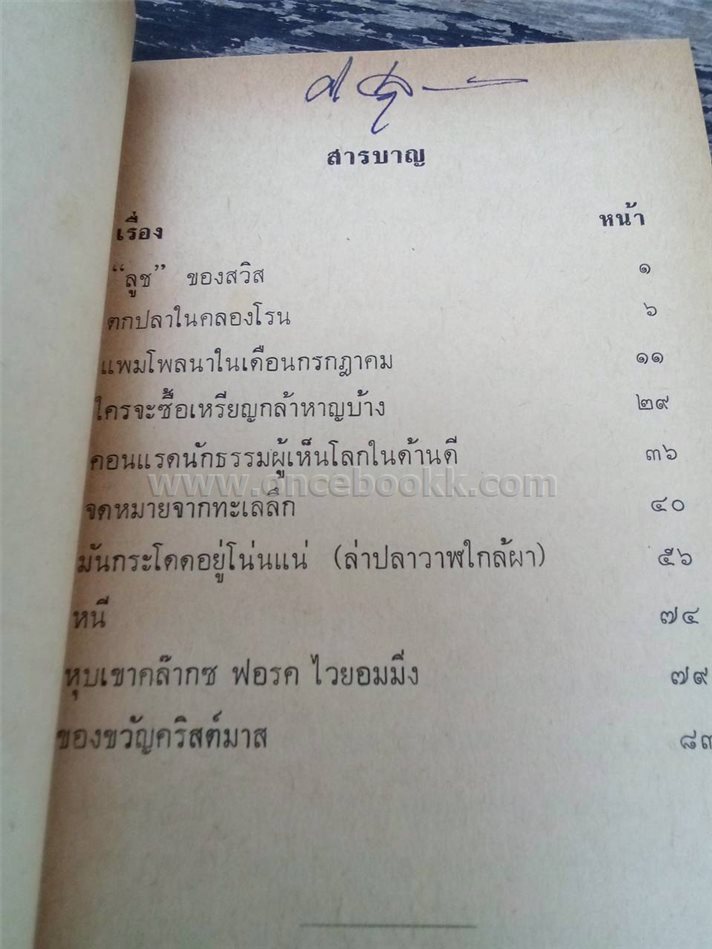 สารบาญ
เรื่อง หน้า
“ลูช” ของสวิส ๑
ตกปลาในคลองโรน ๖
แพมโพลนาในเดือนกรกฎาคม ๑๑
ใครจะซื้อเหรียญกล้าหาญบ้าง ๒๙
คอนแรดนักธรรมผู้เห็นโลกในด้านดี ๓๖
www.oncebookk.com
จดหมายจากทะเลลึก ๔๐
มันกระโดดอยู่โน่นแน่ (ล่าปลาวาฬใกล้ผา) ๕๖
หนี ๗๔
หุบเขาคล๊ากซ ฟอรค ไวยอมมิ่ง ๗๙
ของขวัญคริสต์มาส ๘๓